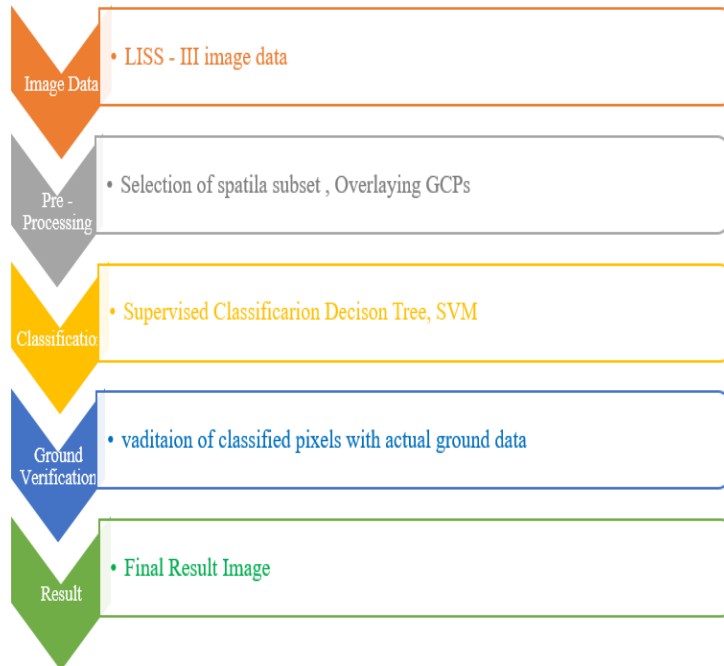 Image Data
• LISS - III image data
Pre -
Processing
• Selection of spatila subset , Overlaying GCPs
Classificatio
• Supervised Classificarion Decison Tree, SVM
Ground
Verification
• vaditaion of classified pixels with actual ground data
Result
• Final Result Image